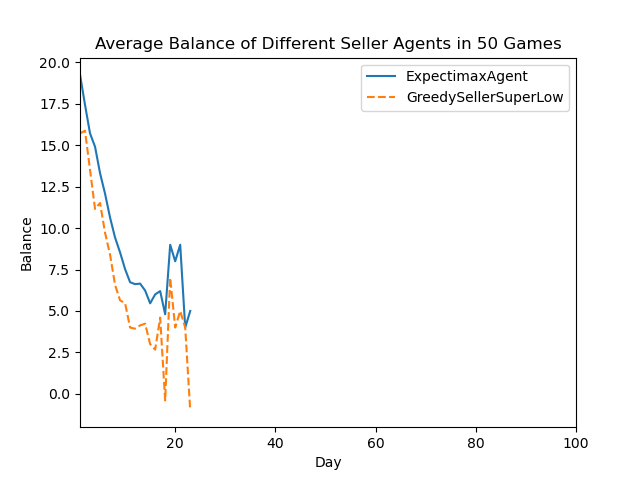 Average Balance of Different Seller Agents in 50 Games
ExpectimaxAgent
GreedySellerSuperLow
20.0
17.5
15.0
12.5
10.0
7.5
5.0
2.5
0.0
Balance
20 40 60 80 100
Day